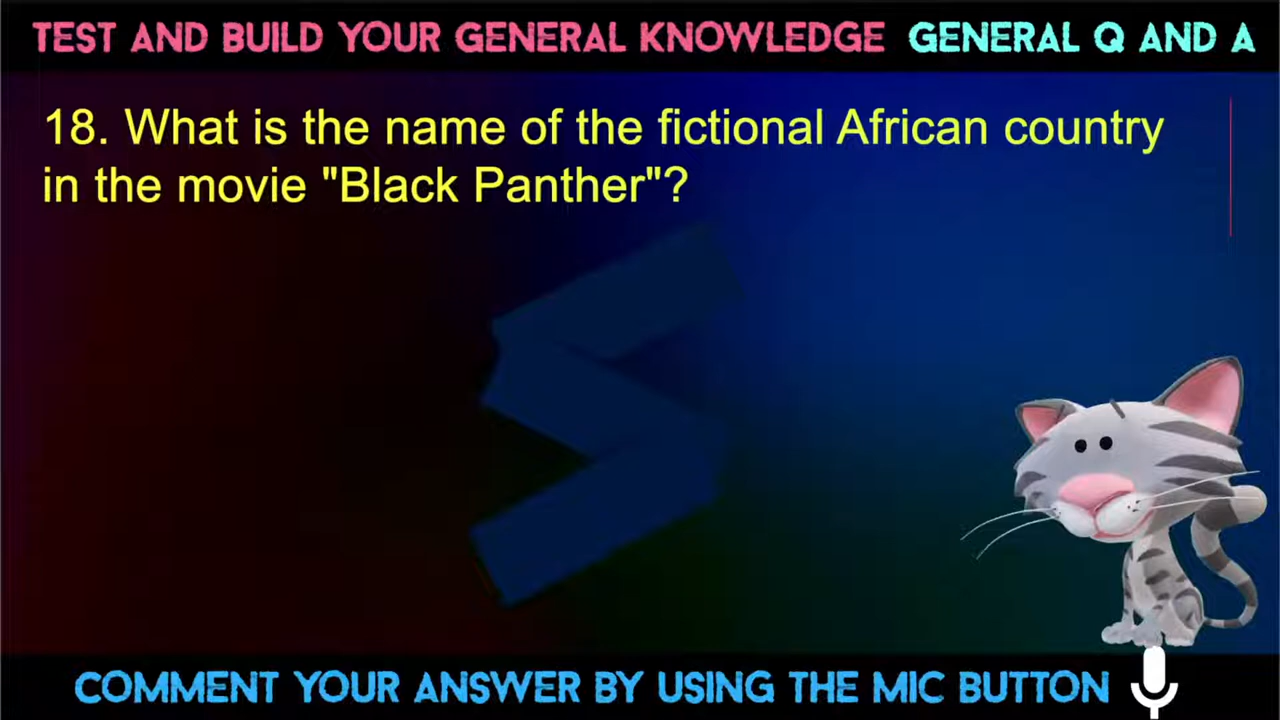 TEST AND BUILD YOUR GENERAL KNOWLEDGE GENERAL Q AND A
18. What is the name of the fictional African country
in the movie "Black Panther"?
COMMENT YOUR ANSWER BY USING THE MIC BUTTON